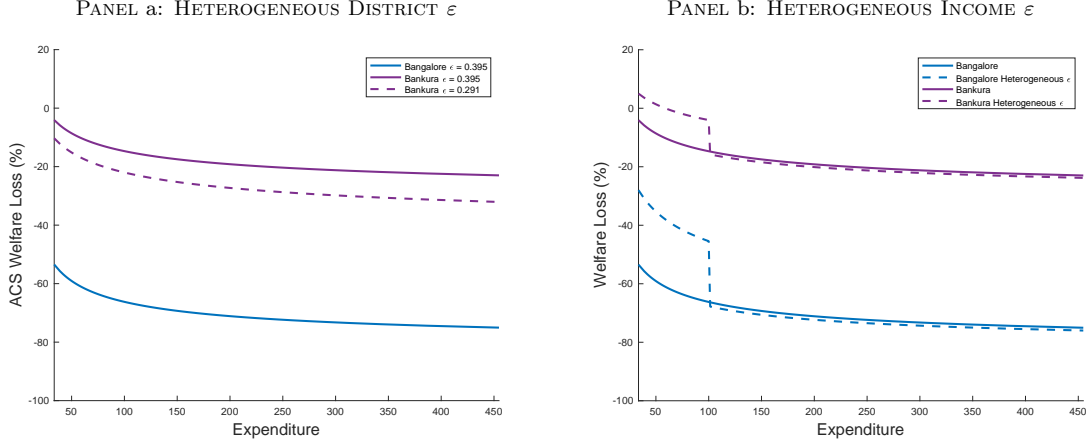 PANEL a: HETEROGENEOUS DISTRICT ε
20
0
-20
-40
-60
-80
-100
ACS Welfare Loss (%)
Bangalore ϵ = 0.395
Bankura ϵ = 0.395
Bankura ϵ = 0.291
50 100 150 200 250 300 350 400 450
Expenditure
PANEL b: HETEROGENEOUS INCOME ε
20
0
-20
-40
-60
-80
-100
Welfare Loss (%)
Bangalore
Bangalore Heterogeneous ϵ
Bankura
Bankura Heterogeneous ϵ
50 100 150 200 250 300 350 400 450
Expenditure